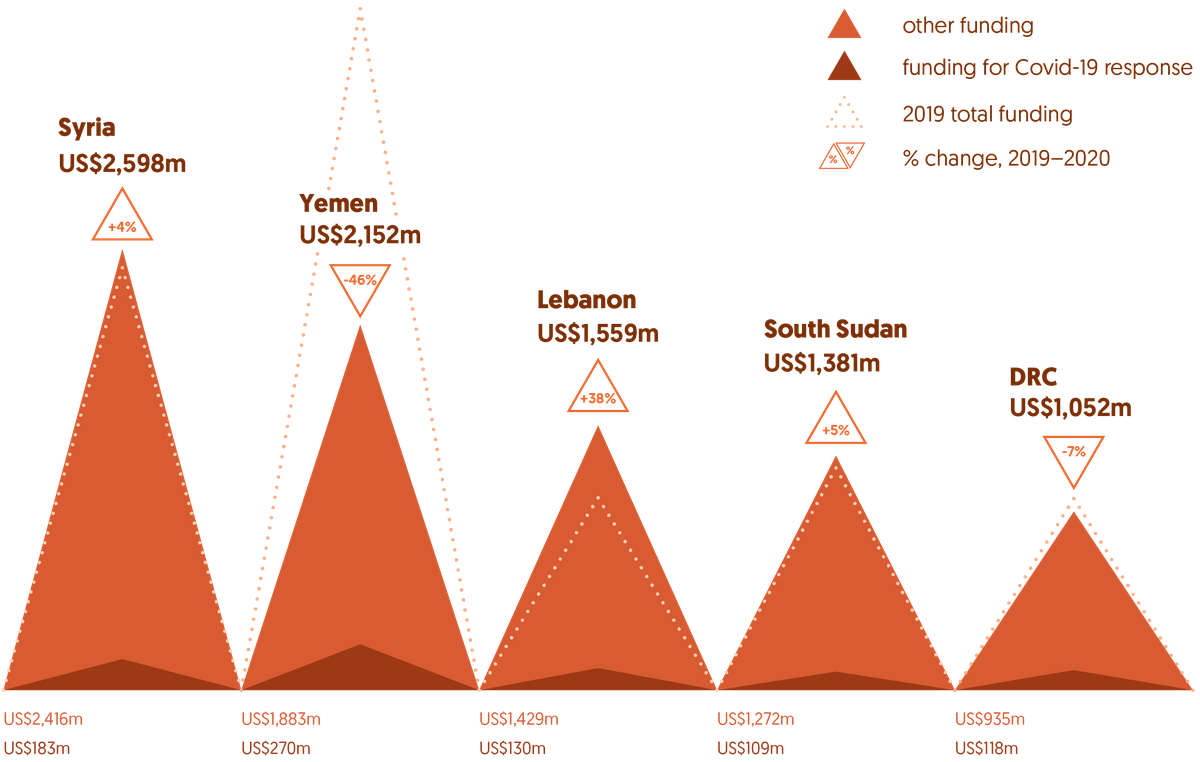 other funding
funding for Covid-19 response
2019 total funding
% %
% change, 2019–2020
Syria
US$2,598m
+4%
Yemen
US$2,152m
-46%
Lebanon
US$1,559m
+38%
South Sudan
US$1,381m
+5%
DRC
US$1,052m
-7%
US$2,416m US$1,883m US$1,429m US$1,272m US$935m
US$183m US$270m US$130m US$109m US$118m